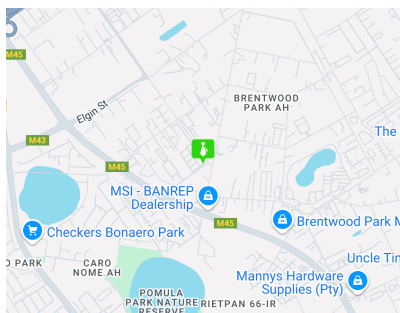 M45
Elgin St
BRENTWOOD
PARK AH
The
M43
M45
MSI - BANREP
Dealership
M45
Brentwood Park M
Checkers Bonaero Park
O PARK
CARO
NOME AH
Uncle Tin
Mannys Hardware
Supplies (Pty)
POMULA
PARK NATURE
RESERVE
RIETPAN 66-IR